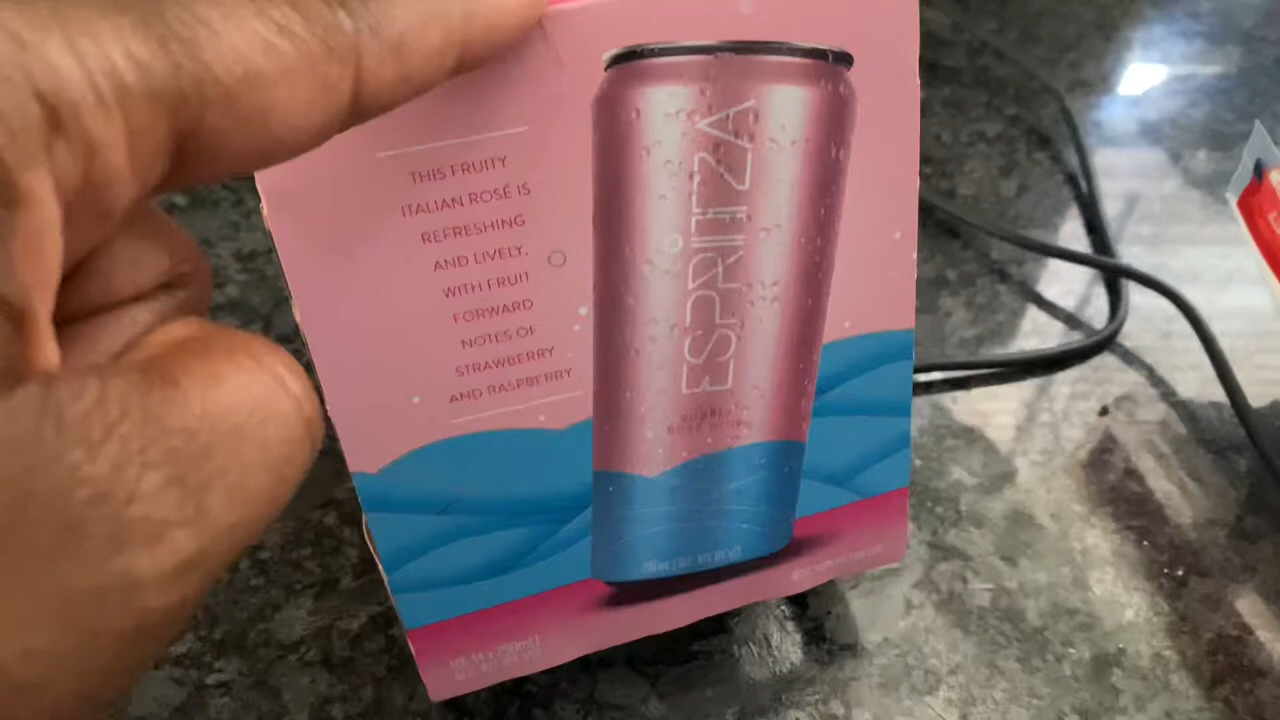 THIS FRUITY
ITALIAN ROSÉ IS
REFRESHING
AND LIVELY,
WITH FRUIT
FORWARD
NOTES OF
STRAWBERRY
AND RASPBERRY
ESPRITZA